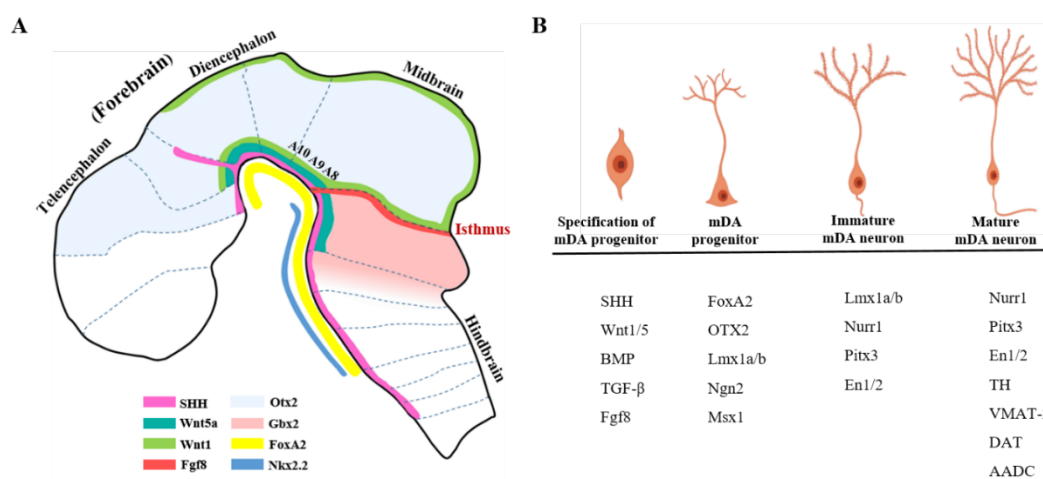 A
(Forebrain)
Diencephalon
Midbrain
Telencephalon
A10 A9 A8
Isthmus
Hindbrain
SHH
Wnt5a
Wnt1
Fgf8
Otx2
Gbx2
FoxA2
Nkx2.2
B
Specification of
mDA progenitor
mDA
progenitor
Immature
mDA neuron
Mature
mDA neuron
SHH
Wnt1/5
BMP
TGF-β
Fgf8
FoxA2
OTX2
Lmx1a/b
Ngn2
Msx1
Lmx1a/b
Nurr1
Pitx3
En1/2
Nurr1
Pitx3
En1/2
TH
VMAT-
DAT
AADC